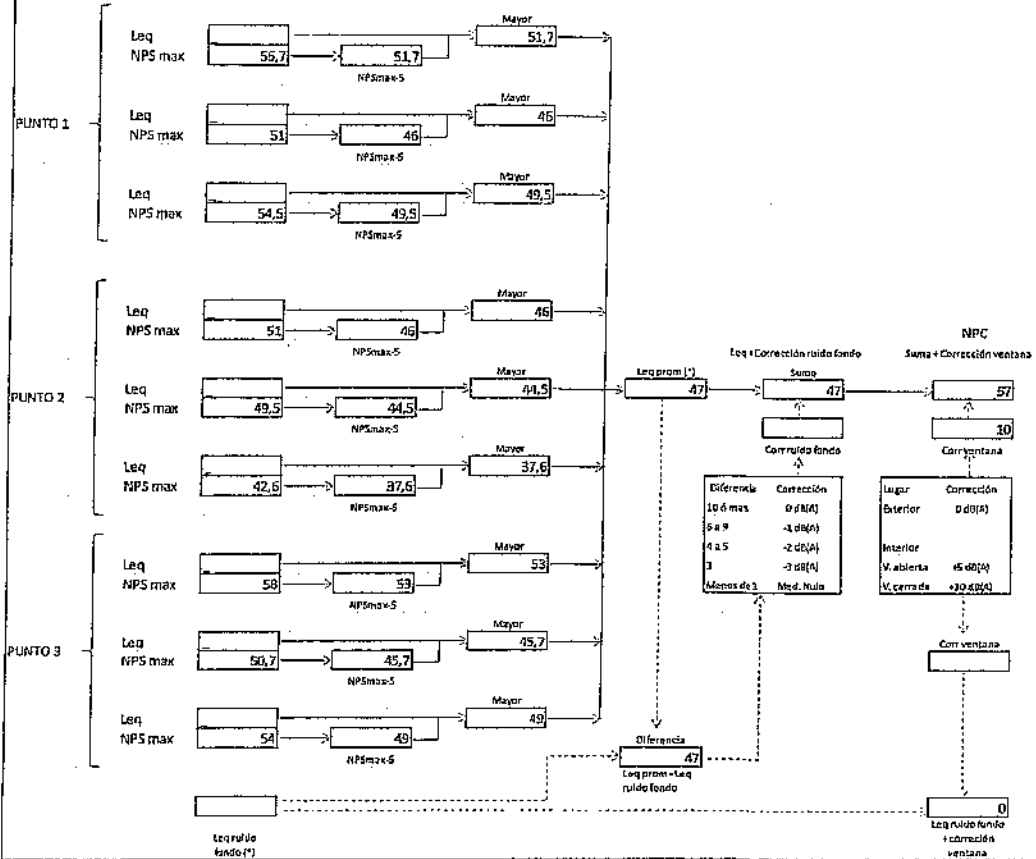 PUNTO 1
Mayor
Leq
51,7
NPS max 56,7 51,7
NPSmax-5
Mayor
Leq
46
NPS max 51 46
NPSmax-5
Mayor
Leq
49,5
NPS max 54,5 49,5
NPSmax-5
PUNTO 2
Mayor
Leq
46
NPS max 51 46
NPSmax-5
Mayor
Leq
44,5
NPS max 49,5 44,5
NPSmax-5
Mayor
Leq
37,6
NPS max 42,6 37,6
NPSmax-5
PUNTO 3
Mayor
Leq
53
NPS max 58 53
NPSmax-5
Mayor
Leq
45,7
NPS max 50,7 45,7
NPSmax-5
Mayor
Leq
49
NPS max 54 49
NPSmax-5
Leq ruido
fondo (*)
Leq prom (*)
47
Leq + Corrección ruido fondo
Suma
47
Corr ruido fondo
Diferencia Corrección
10 ó mas 0 dB(A)
6 a 9 -1 dB(A)
4 a 5 -2 dB(A)
3 -3 dB(A)
Menos de 3 Med. Nula
Diferencia
47
Leq prom - Leq
ruido fondo
NPC
Suma + Corrección ventana
57
10
Corr ventana
Lugar Corrección
Exterior 0 dB(A)
Interior
V. abierta +5 dB(A)
V. cerrada +10 dB(A)
Corr ventana
0
Leq ruido fondo
+ corrección
ventana